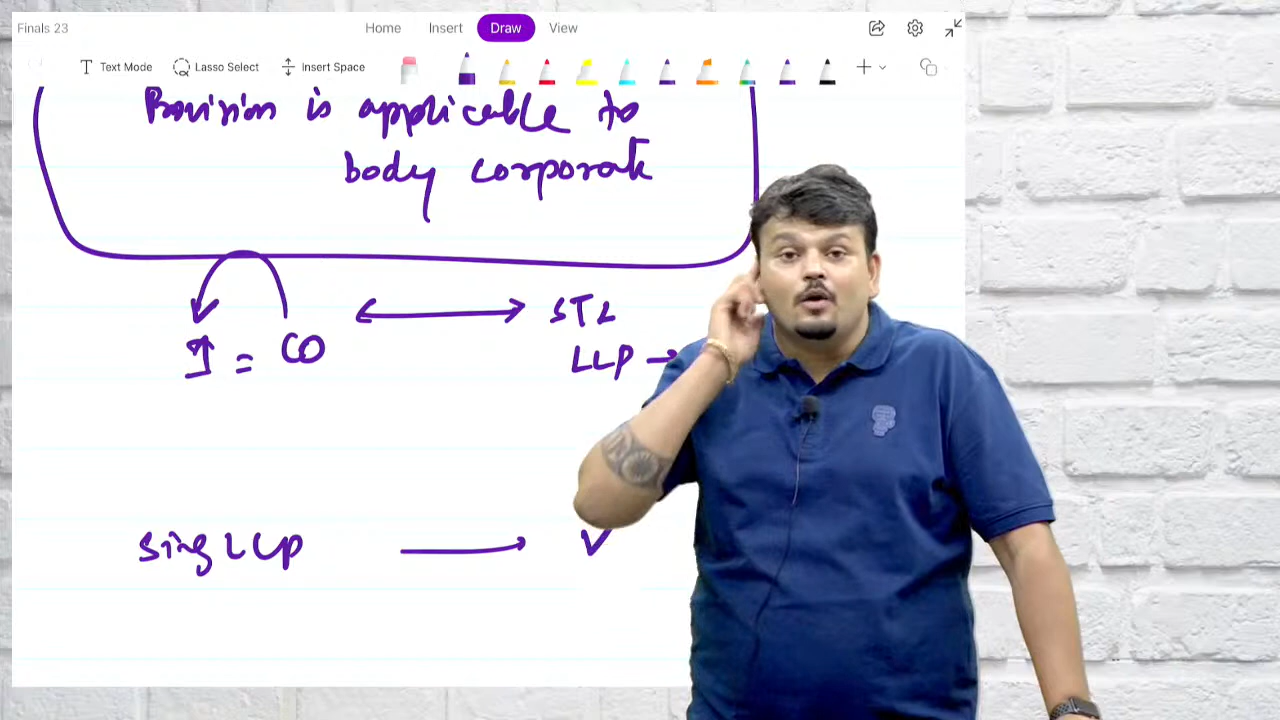 Finals 23
Home Insert Draw View
Text Mode Lasso Select Insert Space
Provision is applicable to
body corporate
STL
I = CO
LLP →
sing LLP